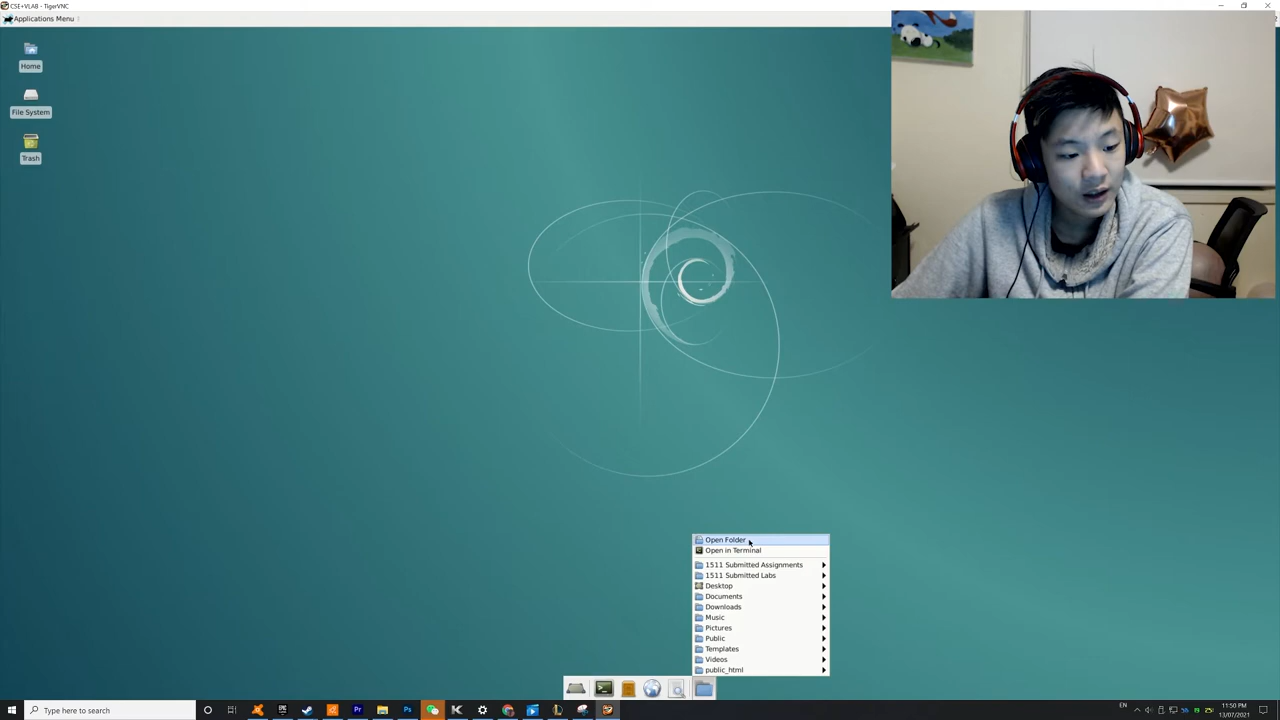 CSE+VLAB - TigerVNC
Applications Menu
Home
File System
Trash
Open Folder
Open in Terminal
1511 Submitted Assignments
1511 Submitted Labs
Desktop
Documents
Downloads
Music
Pictures
Public
Templates
Videos
public_html
Type here to search
EN
11:50 PM
13/07/2021